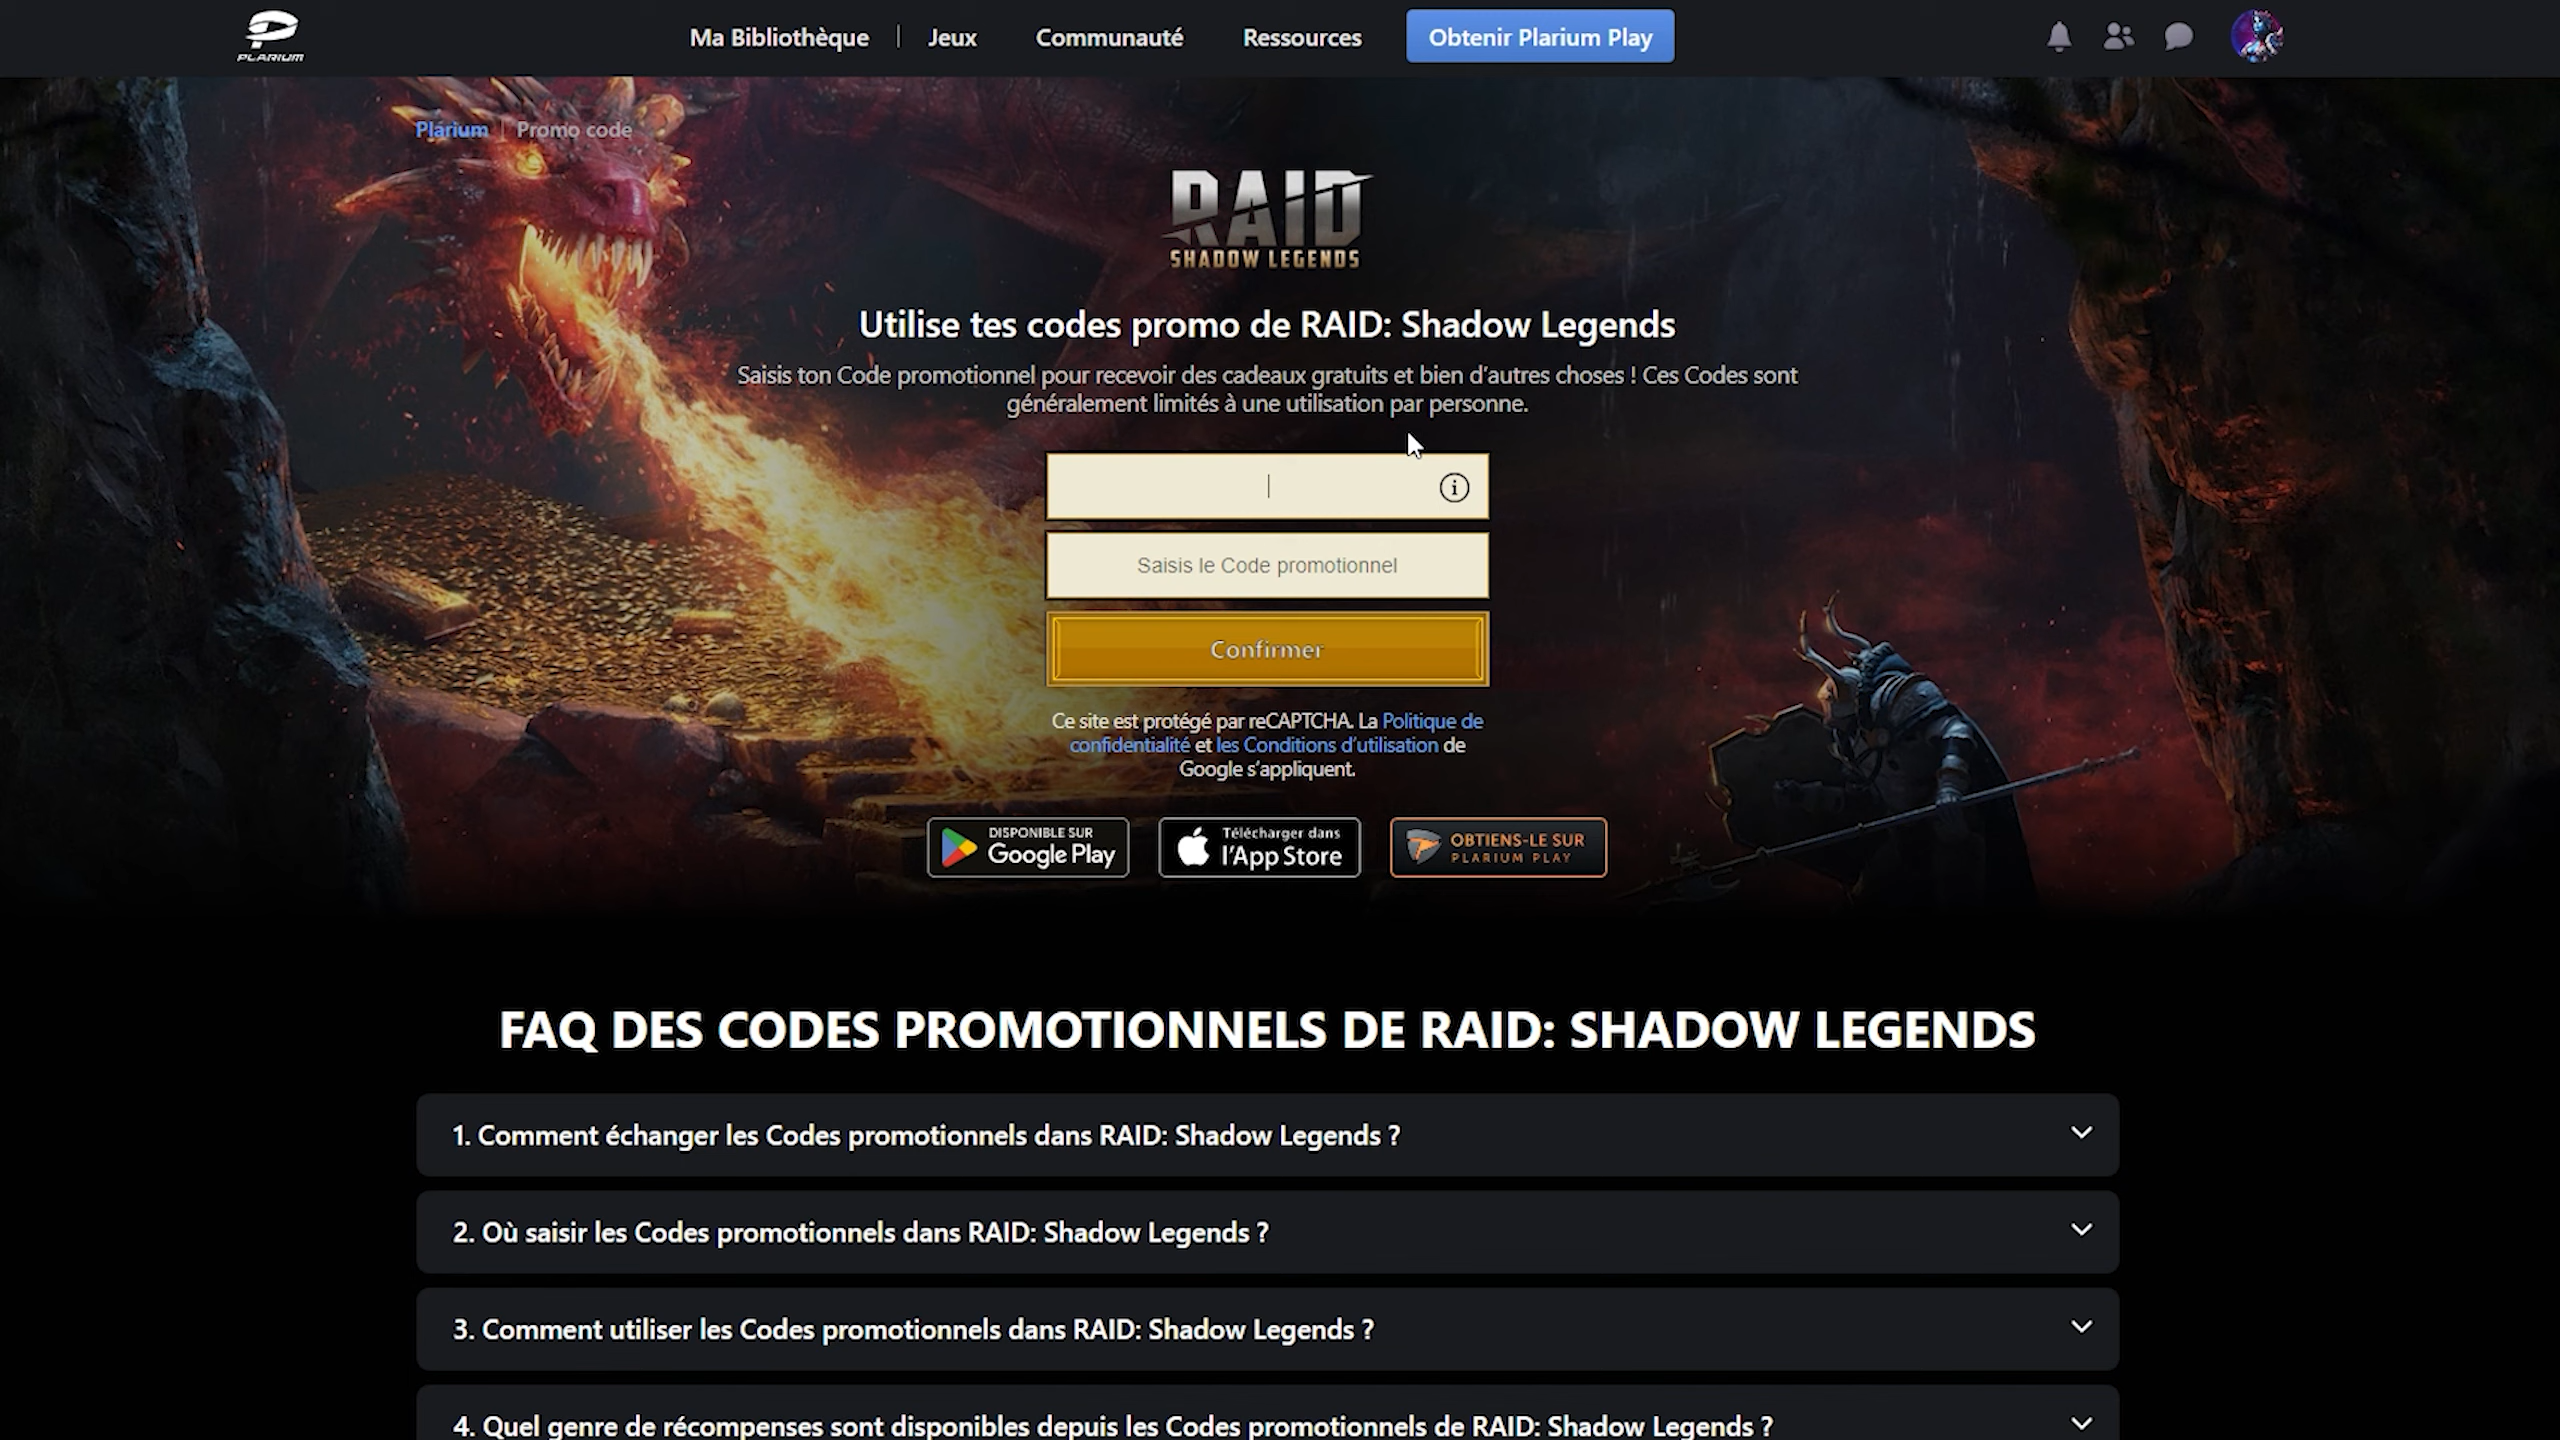 PLARIUM
Ma Bibliothèque | Jeux Communauté Ressources Obtenir Plarium Play
Plarium | Promo code
RAID
SHADOW LEGENDS
Utilise tes codes promo de RAID: Shadow Legends
Saisis ton Code promotionnel pour recevoir des cadeaux gratuits et bien d'autres choses ! Ces Codes sont
généralement limités à une utilisation par personne.
Saisis le Code promotionnel
Confirmer
Ce site est protégé par reCAPTCHA. La Politique de
confidentialité et les Conditions d'utilisation de
Google s'appliquent.
DISPONIBLE SUR
Google Play
Télécharger dans
l'App Store
OBTIENS-LE SUR
PLARIUM PLAY
FAQ DES CODES PROMOTIONNELS DE RAID: SHADOW LEGENDS
1. Comment échanger les Codes promotionnels dans RAID: Shadow Legends ?
2. Où saisir les Codes promotionnels dans RAID: Shadow Legends ?
3. Comment utiliser les Codes promotionnels dans RAID: Shadow Legends ?
4. Quel genre de récompenses sont disponibles depuis les Codes promotionnels de RAID: Shadow Legends ?